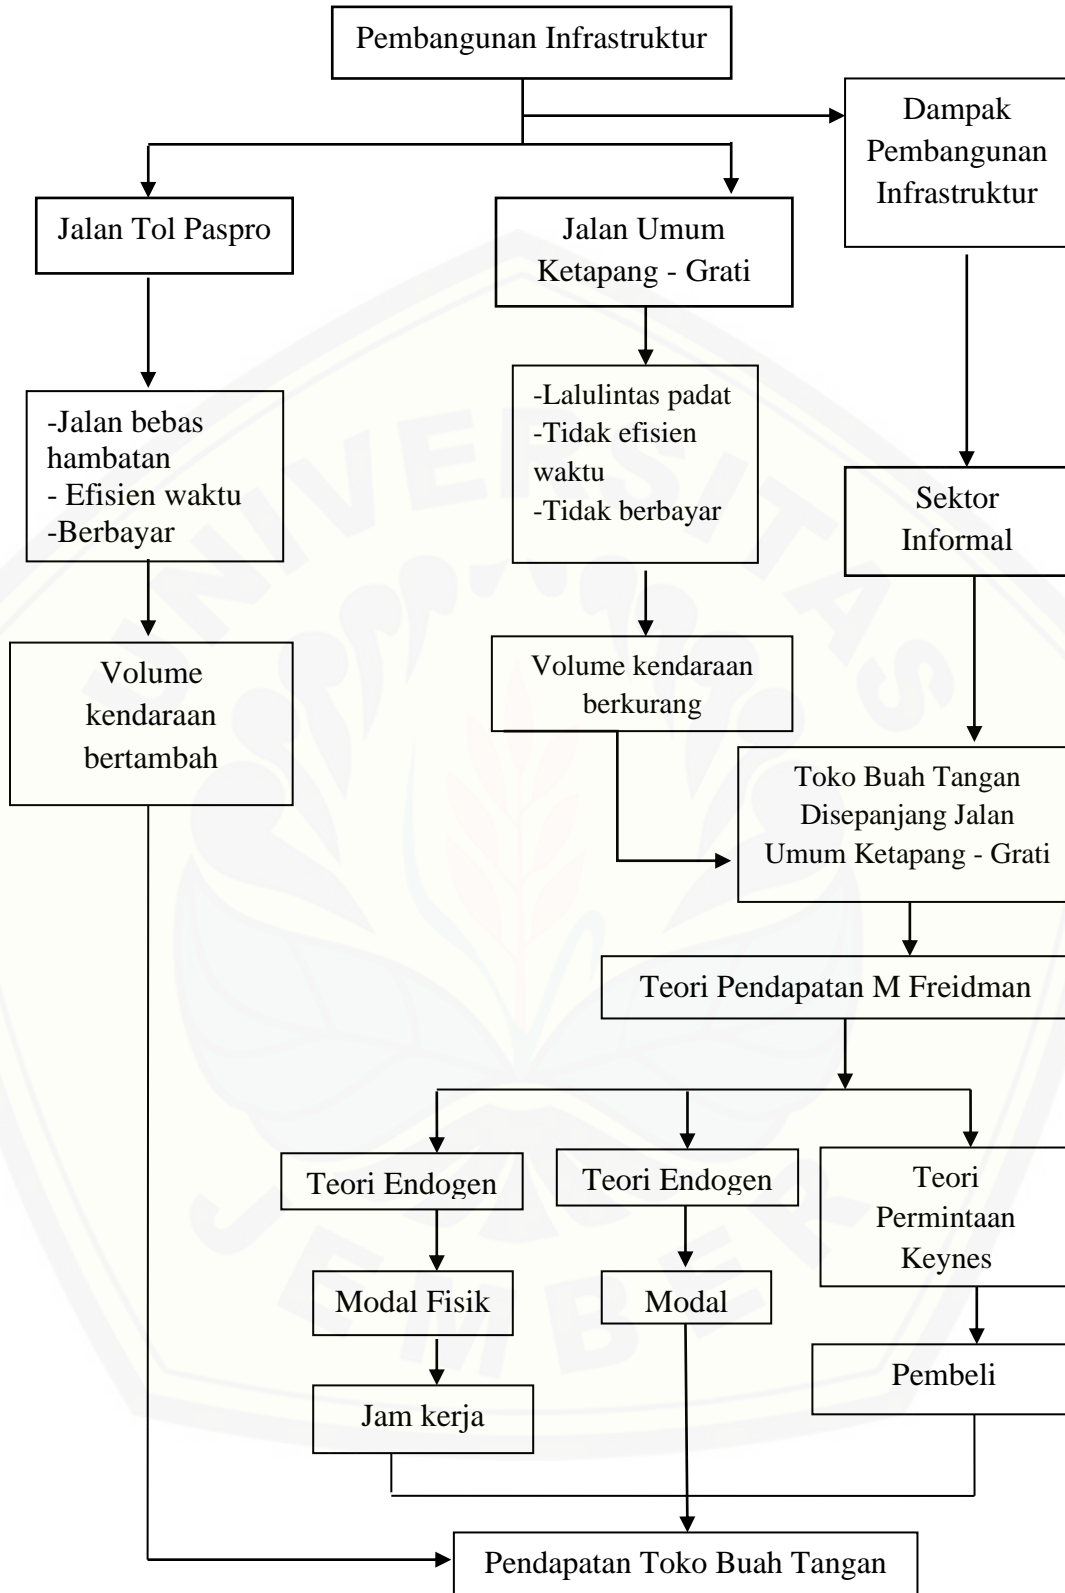 Pembangunan Infrastruktur
Dampak
Pembangunan
Infrastruktur
Jalan Tol Paspro
Jalan Umum
Ketapang - Grati
-Jalan bebas
hambatan
- Efisien waktu
-Berbayar
-Lalulintas padat
-Tidak efisien
waktu
-Tidak berbayar
Sektor
Informal
Volume
kendaraan
bertambah
Volume kendaraan
berkurang
Toko Buah Tangan
Disepanjang Jalan
Umum Ketapang - Grati
Teori Pendapatan M Freidman
Teori Endogen
Teori Endogen
Teori
Permintaan
Keynes
Modal Fisik
Modal
Pembeli
Jam kerja
Pendapatan Toko Buah Tangan
UNIVERSITAS
JEMBER